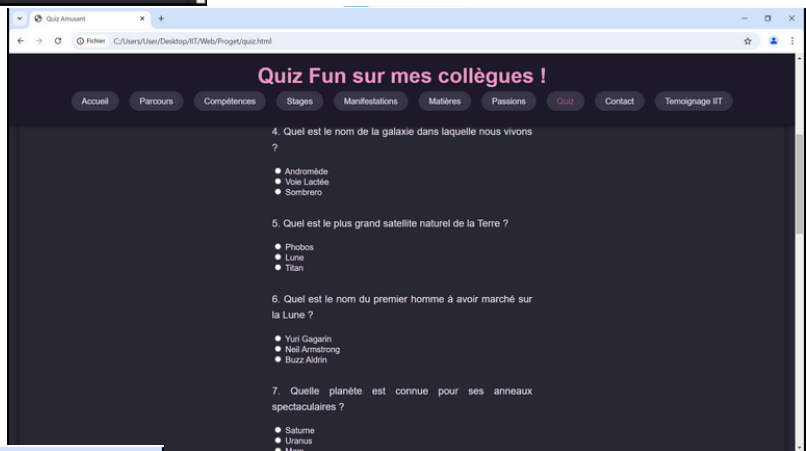 Quiz Amusant
Fichier C:/Users/User/Desktop/IIT/Web/Proget/quiz.html
Quiz Fun sur mes collègues !
Accueil Parcours Compétences Stages Manifestations Matières Passions Quiz Contact Temoignage IIT
4. Quel est le nom de la galaxie dans laquelle nous vivons
?
Andromède
Voie Lactée
Sombrero
5. Quel est le plus grand satellite naturel de la Terre ?
Phobos
Lune
Titan
6. Quel est le nom du premier homme à avoir marché sur
la Lune ?
Yuri Gagarin
Neil Armstrong
Buzz Aldrin
7. Quelle planète est connue pour ses anneaux
spectaculaires ?
Saturne
Uranus